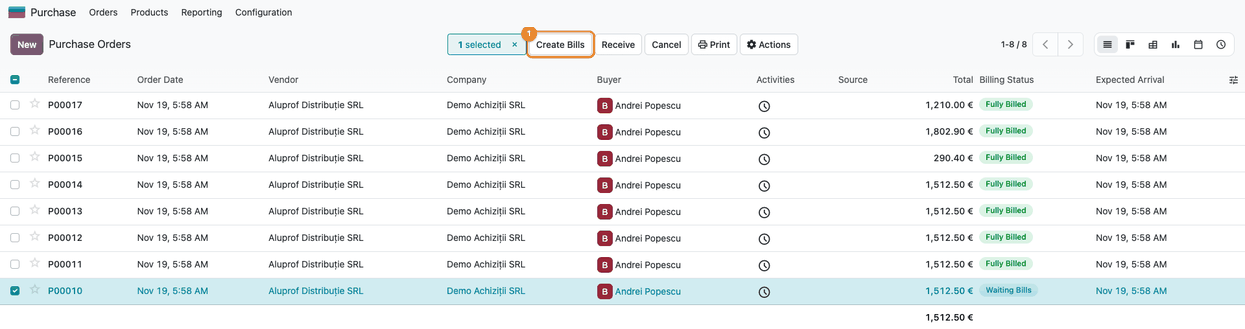 Purchase Orders Products Reporting Configuration
1
New Purchase Orders 1 selected × Create Bills Receive Cancel Print Actions 1-8 / 8
Reference Order Date Vendor Company Buyer Activities Source Total Billing Status Expected Arrival
P00017 Nov 19, 5:58 AM Aluprof Distribuție SRL Demo Achiziții SRL B Andrei Popescu 1,210.00 € Fully Billed Nov 19, 5:58 AM
P00016 Nov 19, 5:58 AM Aluprof Distribuție SRL Demo Achiziții SRL B Andrei Popescu 1,802.90 € Fully Billed Nov 19, 5:58 AM
P00015 Nov 19, 5:58 AM Aluprof Distribuție SRL Demo Achiziții SRL B Andrei Popescu 290.40 € Fully Billed Nov 19, 5:58 AM
P00014 Nov 19, 5:58 AM Aluprof Distribuție SRL Demo Achiziții SRL B Andrei Popescu 1,512.50 € Fully Billed Nov 19, 5:58 AM
P00013 Nov 19, 5:58 AM Aluprof Distribuție SRL Demo Achiziții SRL B Andrei Popescu 1,512.50 € Fully Billed Nov 19, 5:58 AM
P00012 Nov 19, 5:58 AM Aluprof Distribuție SRL Demo Achiziții SRL B Andrei Popescu 1,512.50 € Fully Billed Nov 19, 5:58 AM
P00011 Nov 19, 5:58 AM Aluprof Distribuție SRL Demo Achiziții SRL B Andrei Popescu 1,512.50 € Fully Billed Nov 19, 5:58 AM
P00010 Nov 19, 5:58 AM Aluprof Distribuție SRL Demo Achiziții SRL B Andrei Popescu 1,512.50 € Waiting Bills Nov 19, 5:58 AM
1,512.50 €